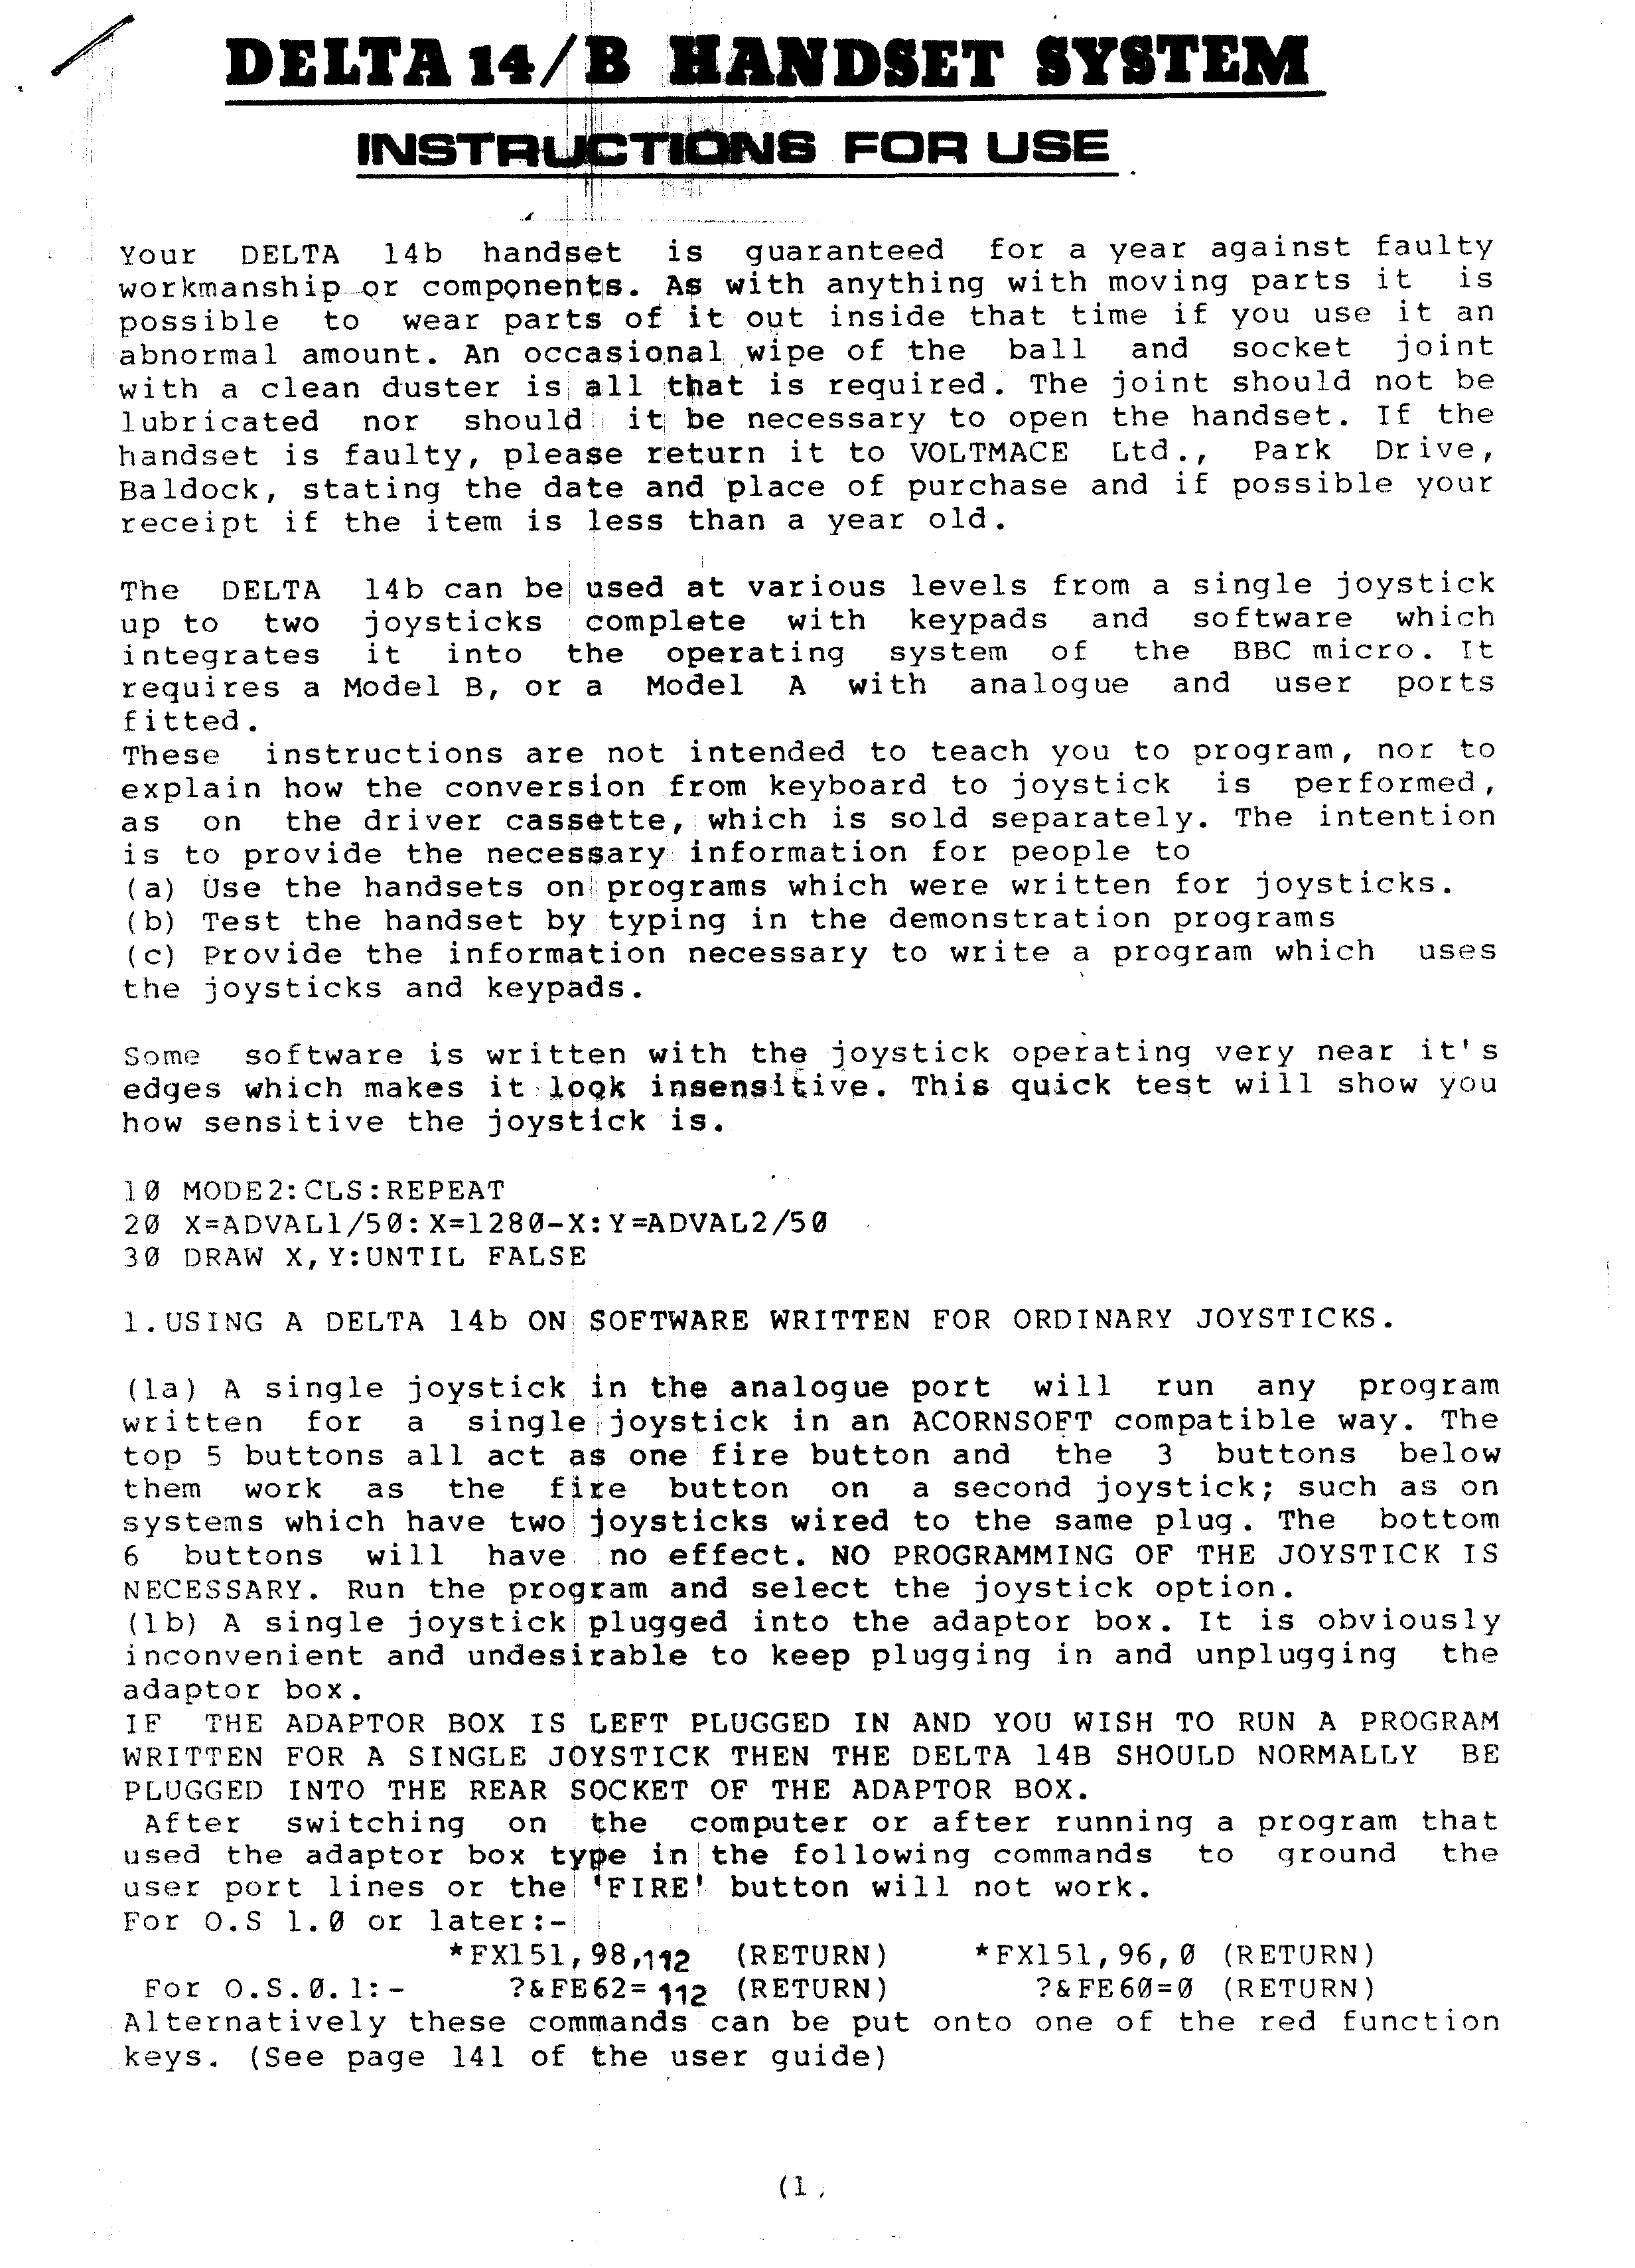 DELTA 14/B HANDSET SYSTEM
INSTRUCTIONS FOR USE
Your DELTA 14b handset is guaranteed for a year against faulty
workmanship or components. As with anything with moving parts it is
possible to wear parts of it out inside that time if you use it an
abnormal amount. An occasional wipe of the ball and socket joint
with a clean duster is all that is required. The joint should not be
lubricated nor should it be necessary to open the handset. If the
handset is faulty, please return it to VOLTMACE Ltd., Park Drive,
Baldock, stating the date and place of purchase and if possible your
receipt if the item is less than a year old.
The DELTA 14b can be used at various levels from a single joystick
up to two joysticks complete with keypads and software which
integrates it into the operating system of the BBC micro. It
requires a Model B, or a Model A with analogue and user ports
fitted.
These instructions are not intended to teach you to program, nor to
explain how the conversion from keyboard to joystick is performed,
as on the driver cassette, which is sold separately. The intention
is to provide the necessary information for people to
(a) Use the handsets on programs which were written for joysticks.
(b) Test the handset by typing in the demonstration programs
(c) Provide the information necessary to write a program which uses
the joysticks and keypads.
Some software is written with the joystick operating very near it's
edges which makes it look insensitive. This quick test will show you
how sensitive the joystick is.
10 MODE2:CLS:REPEAT
20 X=ADVAL1/50:X=1280-X:Y=ADVAL2/50
30 DRAW X,Y:UNTIL FALSE
1.USING A DELTA 14b ON SOFTWARE WRITTEN FOR ORDINARY JOYSTICKS.
(1a) A single joystick in the analogue port will run any program
written for a single joystick in an ACORNSOFT compatible way. The
top 5 buttons all act as one fire button and the 3 buttons below
them work as the fire button on a second joystick; such as on
systems which have two joysticks wired to the same plug. The bottom
6 buttons will have no effect. NO PROGRAMMING OF THE JOYSTICK IS
NECESSARY. Run the program and select the joystick option.
(1b) A single joystick plugged into the adaptor box. It is obviously
inconvenient and undesirable to keep plugging in and unplugging the
adaptor box.
IF THE ADAPTOR BOX IS LEFT PLUGGED IN AND YOU WISH TO RUN A PROGRAM
WRITTEN FOR A SINGLE JOYSTICK THEN THE DELTA 14B SHOULD NORMALLY BE
PLUGGED INTO THE REAR SOCKET OF THE ADAPTOR BOX.
After switching on the computer or after running a program that
used the adaptor box type in the following commands to ground the
user port lines or the 'FIRE' button will not work.
For O.S 1.0 or later:-
*FX151,98,112 (RETURN) *FX151,96,0 (RETURN)
For O.S.0.1:- ?&FE62= 112 (RETURN) ?&FE60=0 (RETURN)
Alternatively these commands can be put onto one of the red function
keys. (See page 141 of the user guide)
(1,